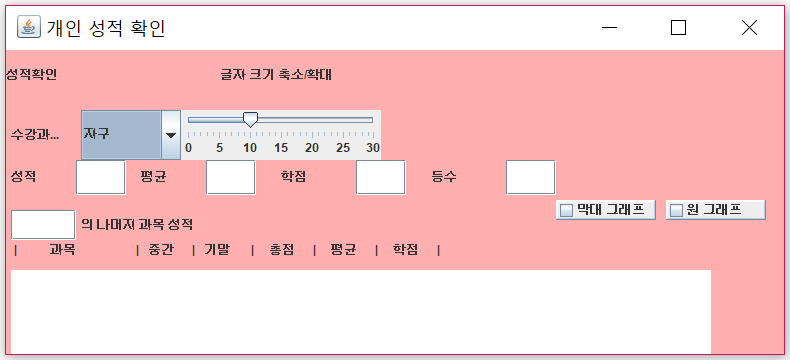 개인 성적 확인
성적확인 글자 크기 축소/확대
수강과... 자구
0 5 10 15 20 25 30
성적 평균 학점 등수
막대 그래프 원 그래프
의 나머지 과목 성적
| 과목 | 중간 | 기말 | 총점 | 평균 | 학점 |